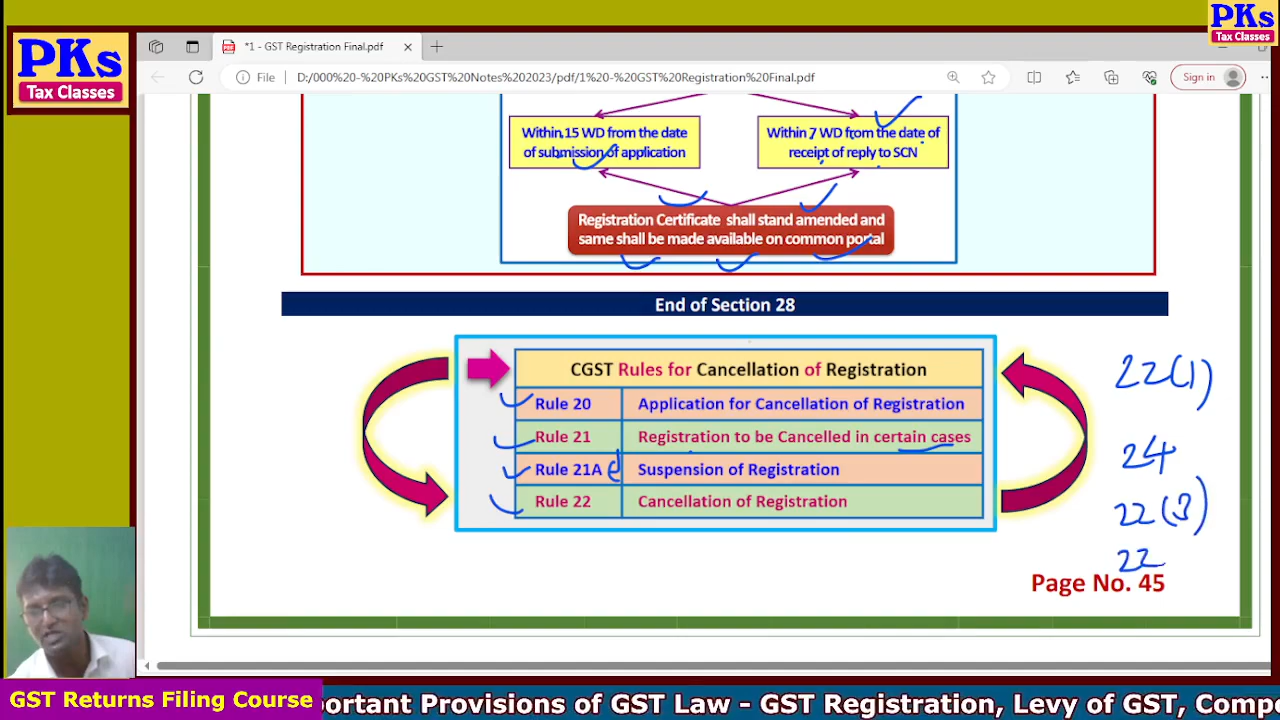 PKs
Tax Classes
PKs
Tax Classes
*1 - GST Registration Final.pdf
File
D:/000%20-%20PKs%20GST%20Notes%202023/pdf/1%20-%20GST%20Registration%20Final.pdf
Sign in
Within 15 WD from the date
of submission of application
Within 7 WD from the date of
receipt of reply to SCN
Registration Certificate shall stand amended and
same shall be made available on common portal
End of Section 28
CGST Rules for Cancellation of Registration
Rule 20 Application for Cancellation of Registration
Rule 21 Registration to be Cancelled in certain cases
Rule 21A Suspension of Registration
Rule 22 Cancellation of Registration
22(1)
24
22(3)
22
Page No. 45
GST Returns Filing Course
portant Provisions of GST Law - GST Registration, Levy of GST, Compo